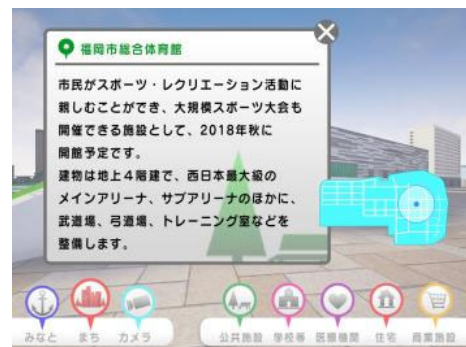 福岡市総合体育館
市民がスポーツ・レクリエーション活動に
親しむことができ、大規模スポーツ大会も
開催できる施設として、2018年秋に
開館予定です。
建物は地上4階建で、西日本最大級の
メインアリーナ、サブアリーナのほかに、
武道場、弓道場、トレーニング室などを
整備します。
みなと まち カメラ 公共施設 学校等 医療機関 住宅 商業施設